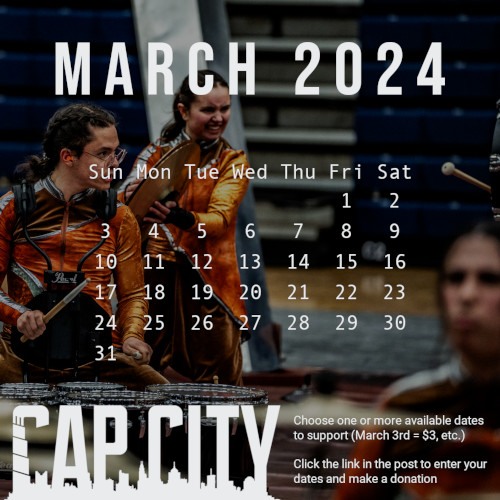 MARCH 2024
Sun Mon Tue Wed Thu Fri Sat
1 2
3 4 5 6 7 8 9
10 11 12 13 14 15 16
17 18 19 20 21 22 23
24 25 26 27 28 29 30
31
CAP CITY
Choose one or more available dates
to support (March 3rd = $3, etc.)
Click the link in the post to enter your
dates and make a donation